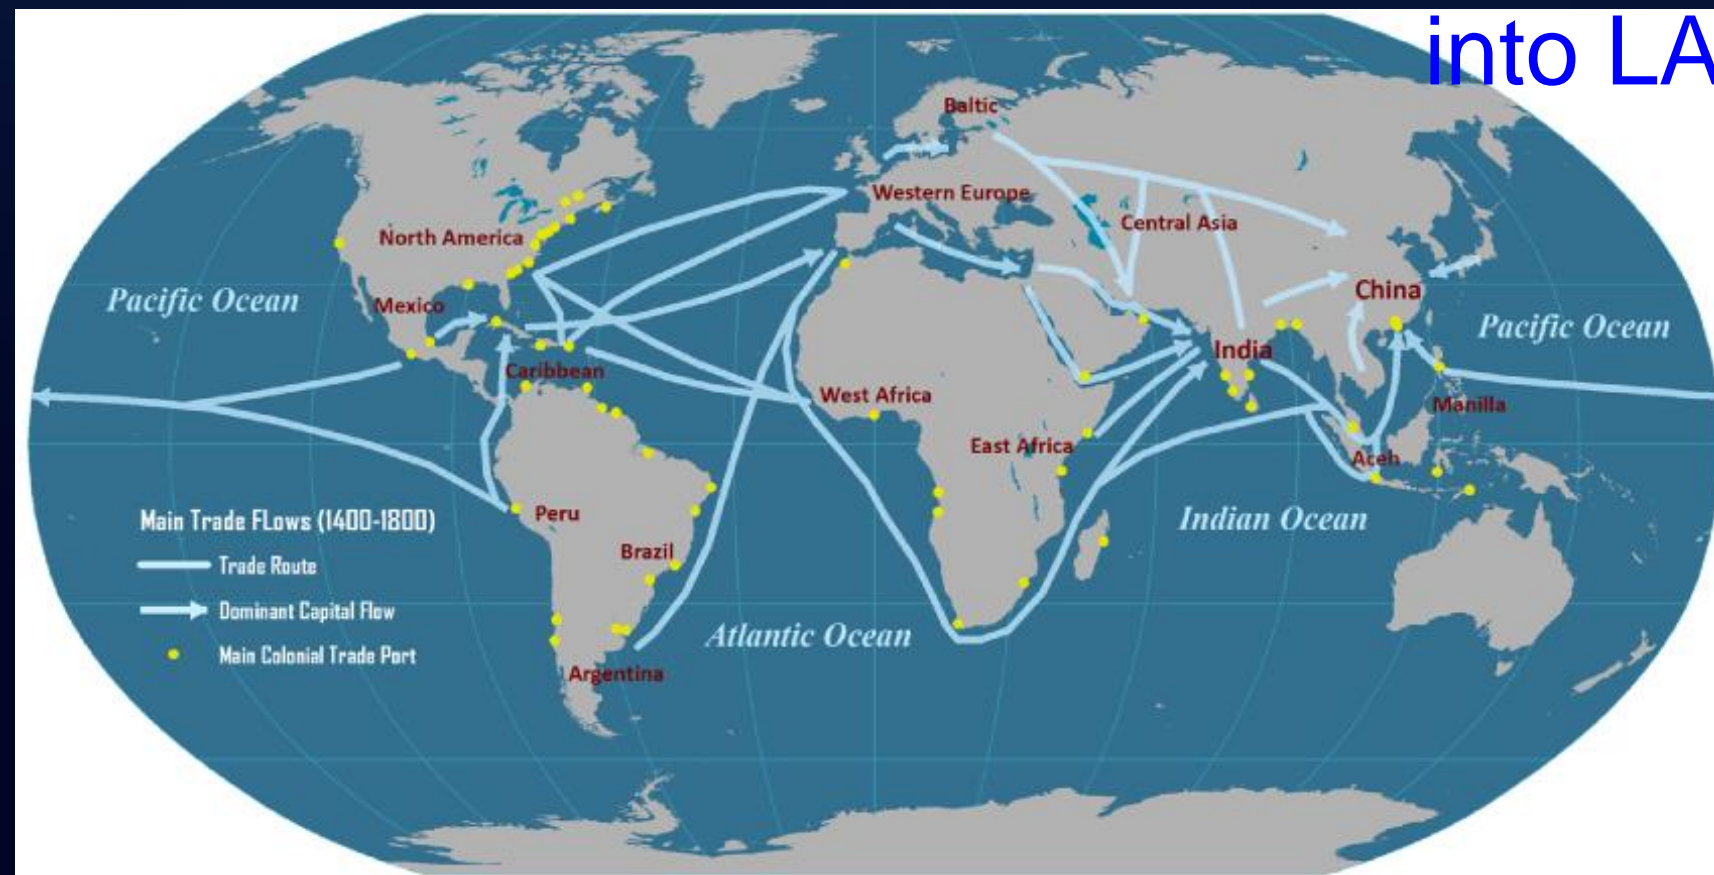 into LA
Baltic
Western Europe
Central Asia
North America
Pacific Ocean
Mexico
China
Pacific Ocean
India
Caribbean
West Africa
Manilla
East Africa
Aceh
Peru
Indian Ocean
Main Trade FLows (1400-1800)
Brazil
Trade Route
Dominant Capital Flow
Atlantic Ocean
Main Colonial Trade Port
Argentina